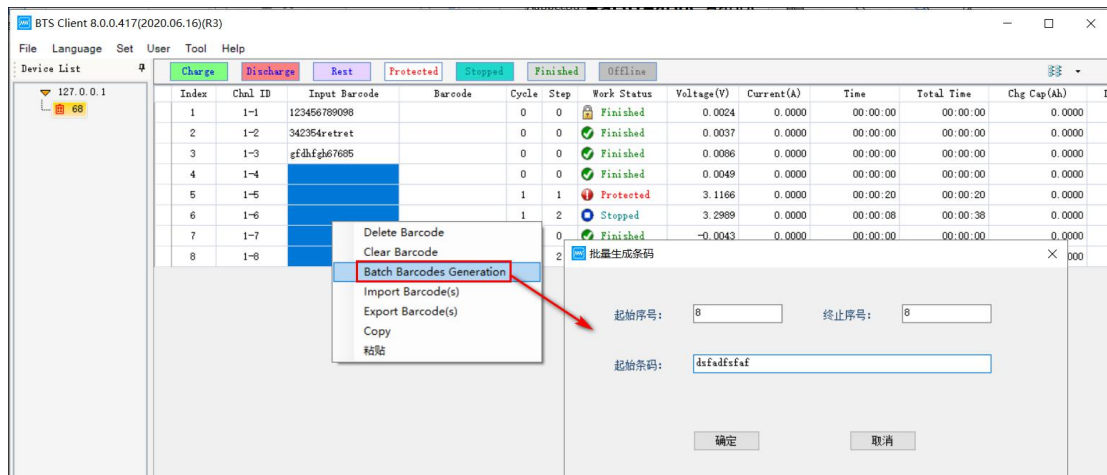 BTS Client 8.0.0.417(2020.06.16)(R3)
File Language Set User Tool Help
Device List
Charge Discharge Rest Protected Stopped Finished Offline
127.0.0.1
68
Index Chnl ID Input Barcode Barcode Cycle Step Work Status Voltage(V) Current(A) Time Total Time Chg Cap(Ah)
1 1-1 123456789098 0 0 Finished 0.0024 0.0000 00:00:00 00:00:00 0.0000
2 1-2 342354retret 0 0 Finished 0.0037 0.0000 00:00:00 00:00:00 0.0000
3 1-3 gfdhfgh67685 0 0 Finished 0.0086 0.0000 00:00:00 00:00:00 0.0000
4 1-4 0 0 Finished 0.0049 0.0000 00:00:00 00:00:00 0.0000
5 1-5 1 1 Protected 3.1166 0.0000 00:00:20 00:00:20 0.0000
6 1-6 1 2 Stopped 3.2989 0.0000 00:00:08 00:00:38 0.0000
7 1-7 0 Finished -0.0043 0.0000 00:00:00 00:00:00 0.0000
8 1-8 2 000
Delete Barcode
Clear Barcode
Batch Barcodes Generation
Import Barcode(s)
Export Barcode(s)
Copy
粘贴
批量生成条码
起始序号: 8 终止序号: 8
起始条码: dsfadfsfaf
确定 取消